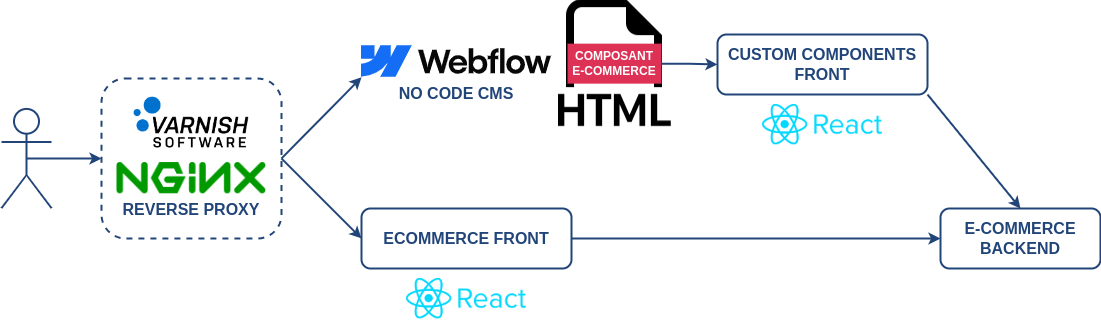 VARNISH
SOFTWARE
NGINX
REVERSE PROXY
Webflow
NO CODE CMS
COMPOSANT
E-COMMERCE
HTML
CUSTOM COMPONENTS
FRONT
React
ECOMMERCE FRONT
React
E-COMMERCE
BACKEND